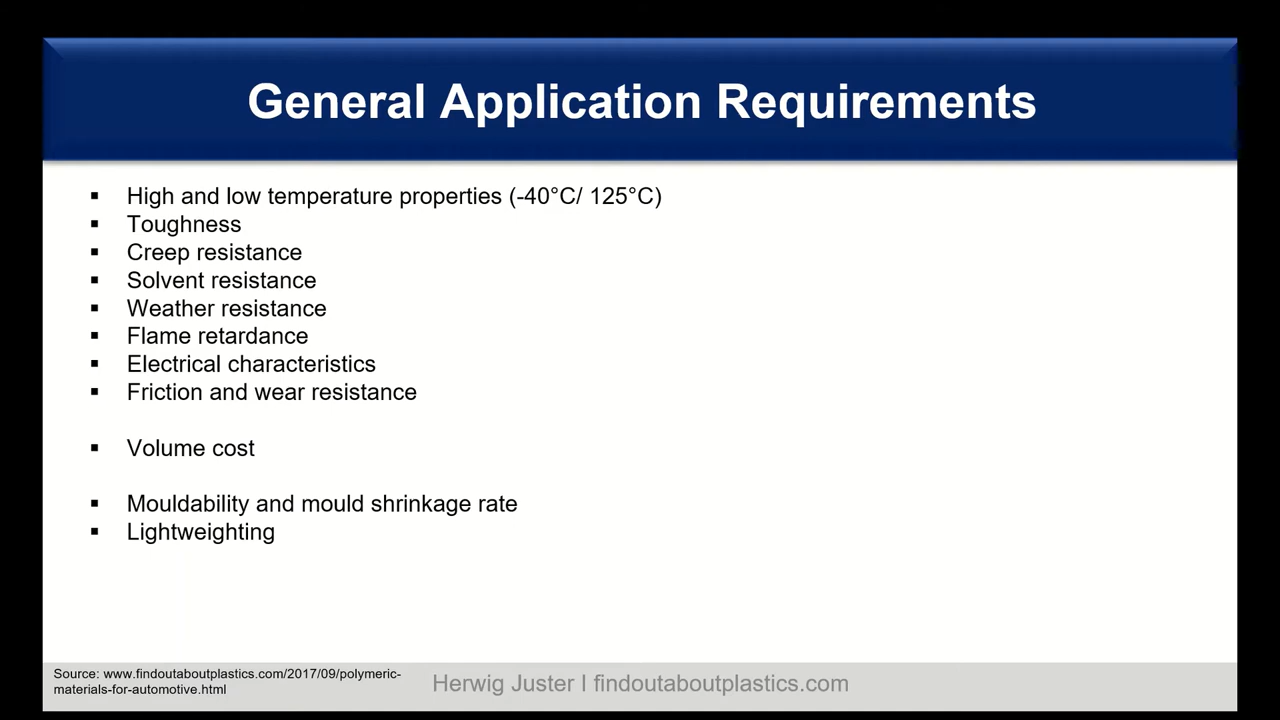 General Application Requirements
▪ High and low temperature properties (-40°C/ 125°C)
▪ Toughness
▪ Creep resistance
▪ Solvent resistance
▪ Weather resistance
▪ Flame retardance
▪ Electrical characteristics
▪ Friction and wear resistance
▪ Volume cost
▪ Mouldability and mould shrinkage rate
▪ Lightweighting
Source: www.findoutaboutplastics.com/2017/09/polymeric-
materials-for-automotive.html
Herwig Juster I findoutaboutplastics.com